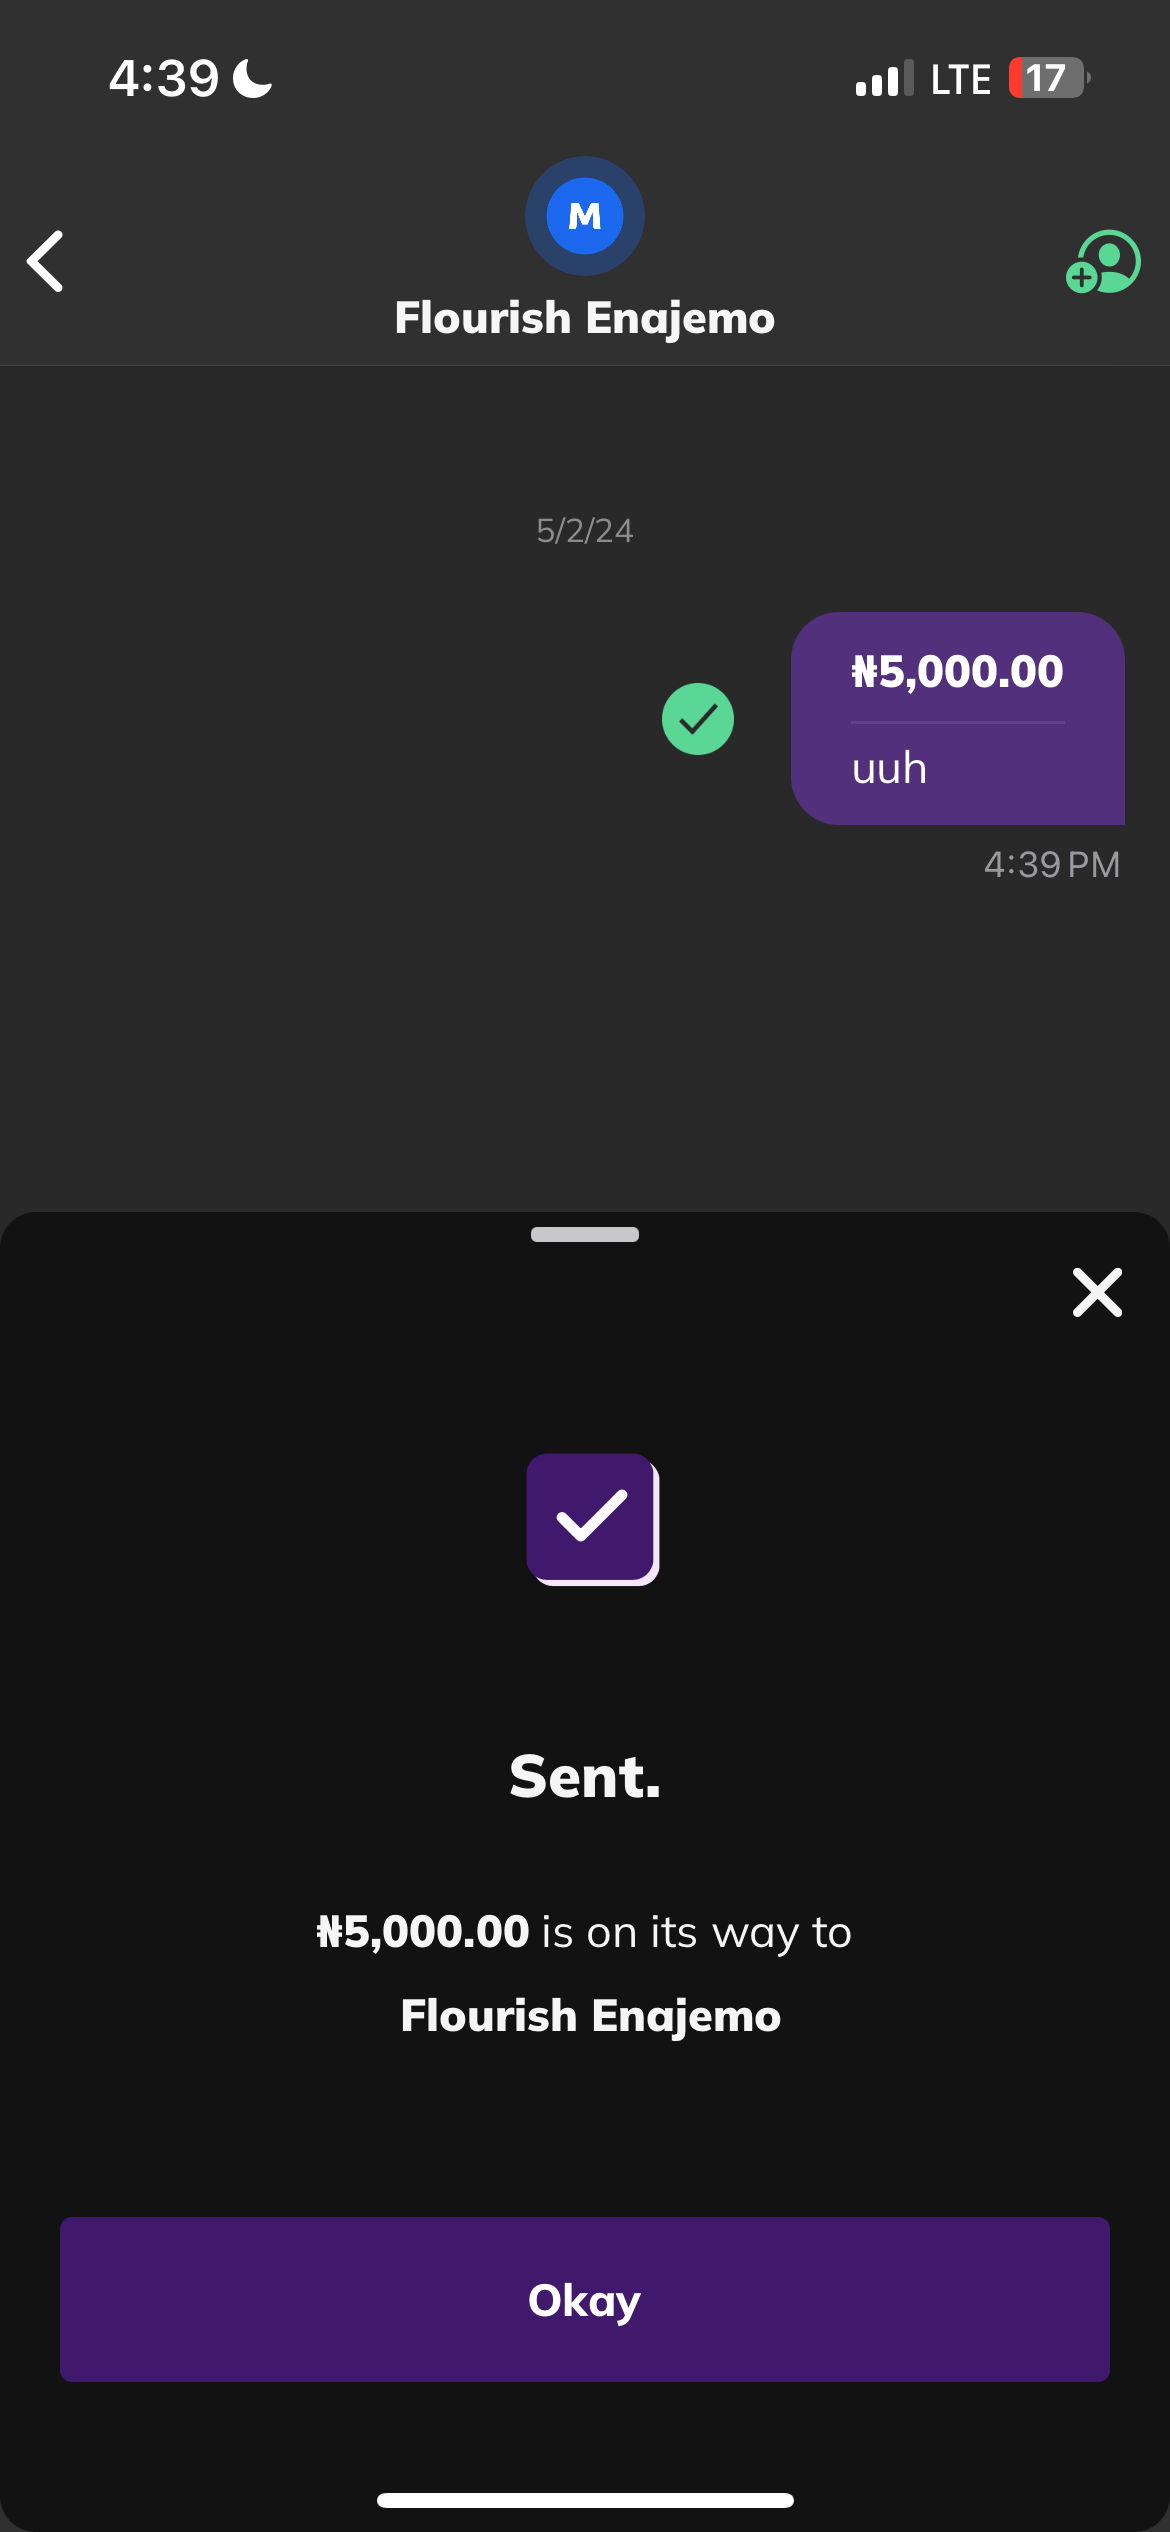 4:39
LTE
17
M
Flourish Enajemo
5/2/24
₦5,000.00
uuh
4:39 PM
Sent.
₦5,000.00 is on its way to
Flourish Enajemo
Okay